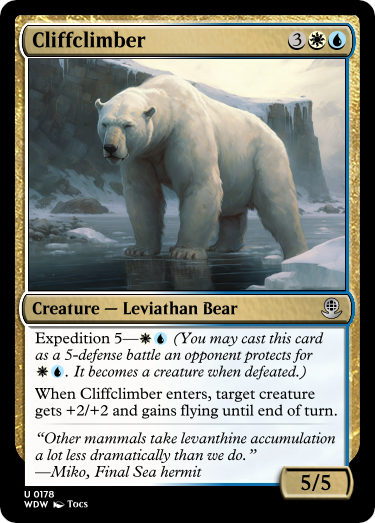 Cliffclimber 3
Creature — Leviathan Bear
Expedition 5— (You may cast this card
as a 5-defense battle an opponent protects for
. It becomes a creature when defeated.)
When Cliffclimber enters, target creature
gets +2/+2 and gains flying until end of turn.
“Other mammals take levanthine accumulation
a lot less dramatically than we do.”
—Miko, Final Sea hermit
5/5
U 0178
WDW Tocs